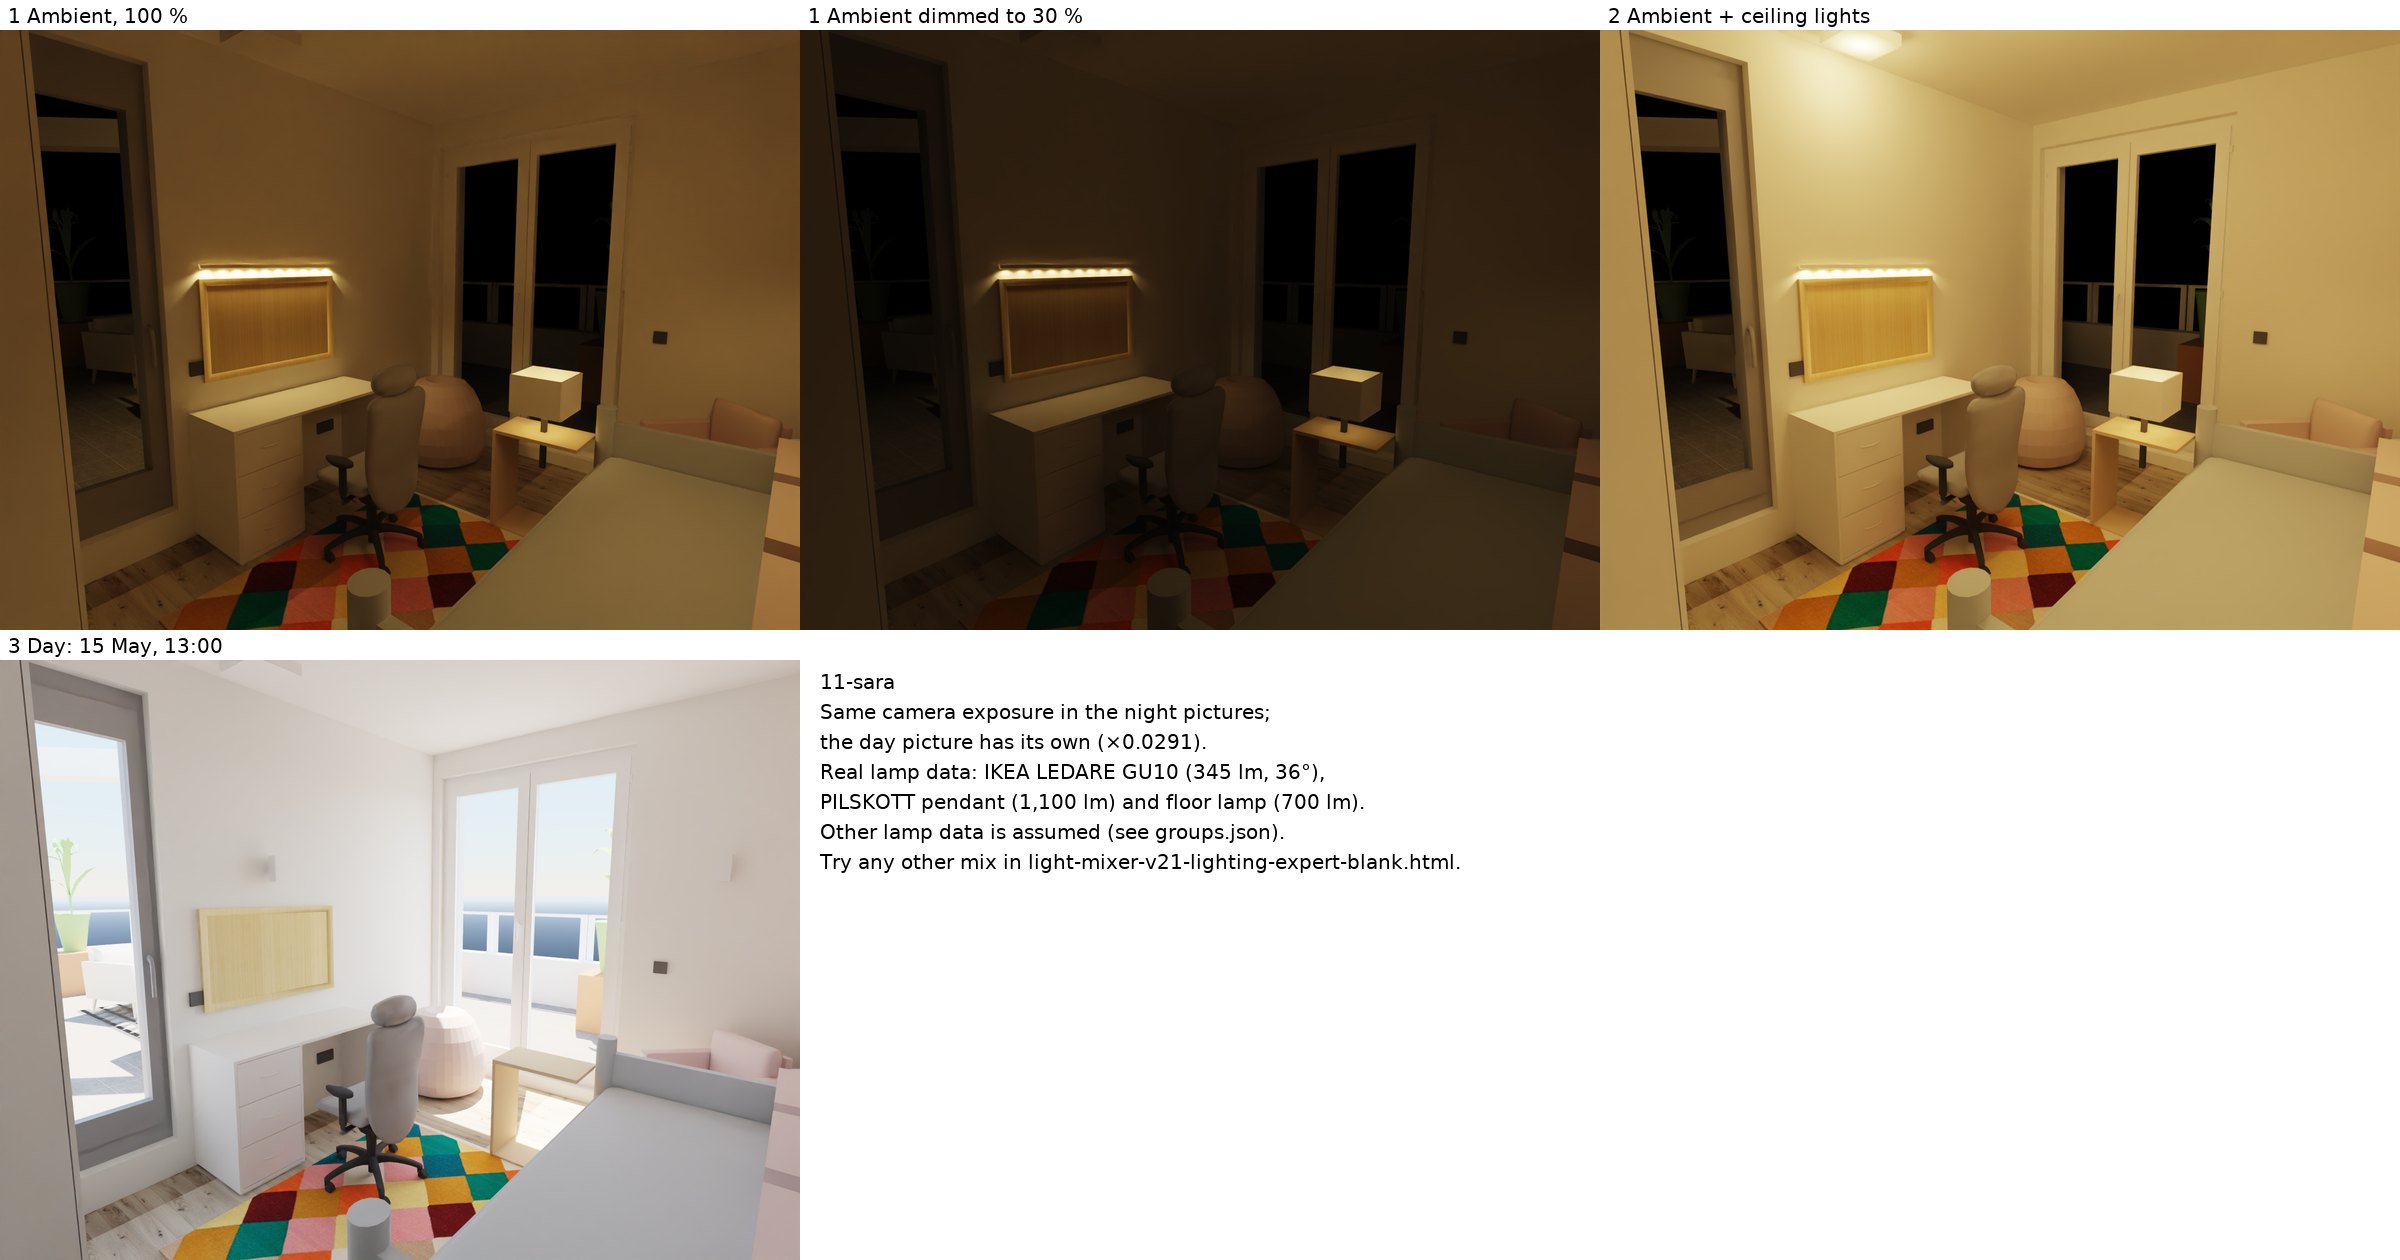 1 Ambient, 100 %
1 Ambient dimmed to 30 %
2 Ambient + ceiling lights
3 Day: 15 May, 13:00
11-sara
Same camera exposure in the night pictures;
the day picture has its own (×0.0291).
Real lamp data: IKEA LEDARE GU10 (345 lm, 36°),
PILSKOTT pendant (1,100 lm) and floor lamp (700 lm).
Other lamp data is assumed (see groups.json).
Try any other mix in light-mixer-v21-lighting-expert-blank.html.